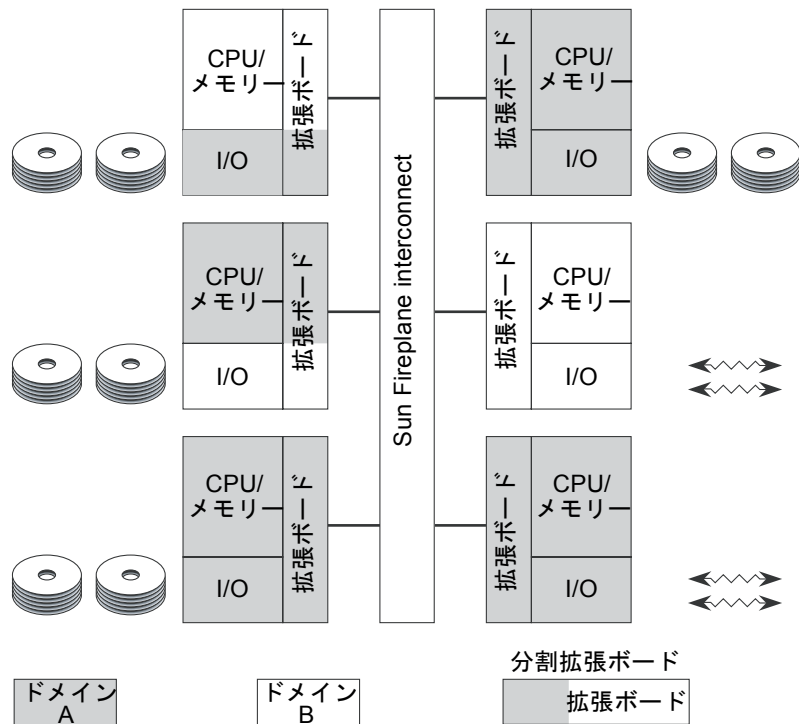 CPU/
メモリー
拡張ボード
I/O
拡張ボード
CPU/
メモリー
I/O
CPU/
メモリー
拡張ボード
I/O
Sun Fireplane interconnect
拡張ボード
CPU/
メモリー
I/O
CPU/
メモリー
拡張ボード
I/O
拡張ボード
CPU/
メモリー
I/O
ドメイン
A
ドメイン
B
分割拡張ボード
拡張ボード